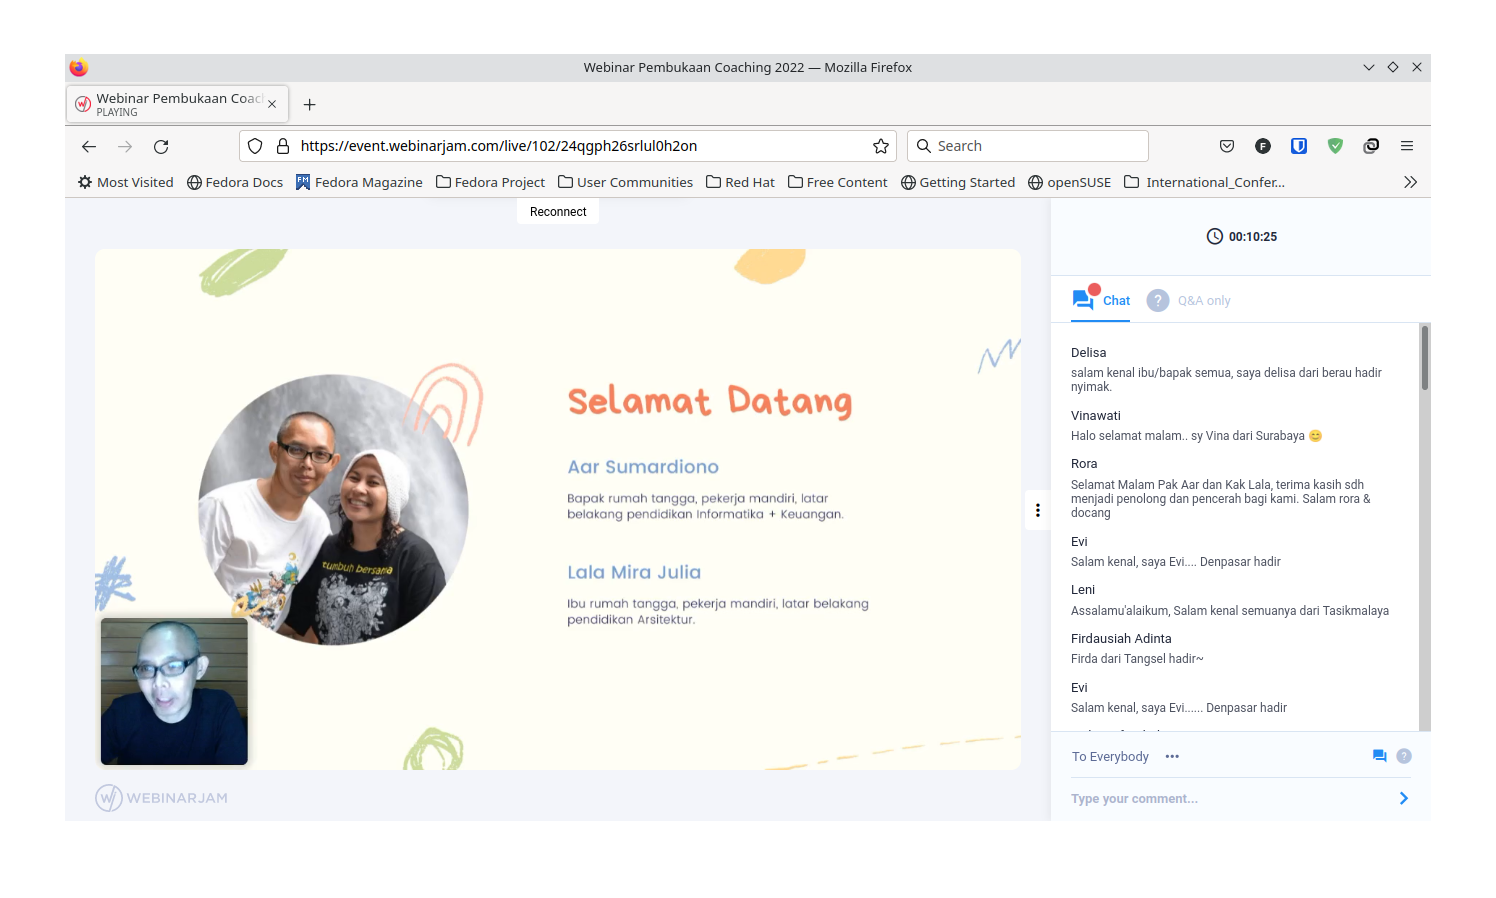 Webinar Pembukaan Coaching 2022 — Mozilla Firefox
Webinar Pembukaan Coac
PLAYING
https://event.webinarjam.com/live/102/24qgph26srlul0h2on
Search
Most Visited
Fedora Docs
Fedora Magazine
Fedora Project
User Communities
Red Hat
Free Content
Getting Started
openSUSE
International_Confer...
Reconnect
Selamat Datang
Aar Sumardiono
Bapak rumah tangga, pekerja mandiri, latar
belakang pendidikan Informatika + Keuangan.
Lala Mira Julia
Ibu rumah tangga, pekerja mandiri, latar belakang
pendidikan Arsitektur.
tumbuh bersama
WEBINARJAM
00:10:25
Chat
Q&A only
Delisa
salam kenal ibu/bapak semua, saya delisa dari berau hadir
nyimak.
Vinawati
Halo selamat malam.. sy Vina dari Surabaya 😊
Rora
Selamat Malam Pak Aar dan Kak Lala, terima kasih sdh
menjadi penolong dan pencerah bagi kami. Salam rora &
docang
Evi
Salam kenal, saya Evi.... Denpasar hadir
Leni
Assalamu'alaikum, Salam kenal semuanya dari Tasikmalaya
Firdausiah Adinta
Firda dari Tangsel hadir~
Evi
Salam kenal, saya Evi...... Denpasar hadir
To Everybody
Type your comment...